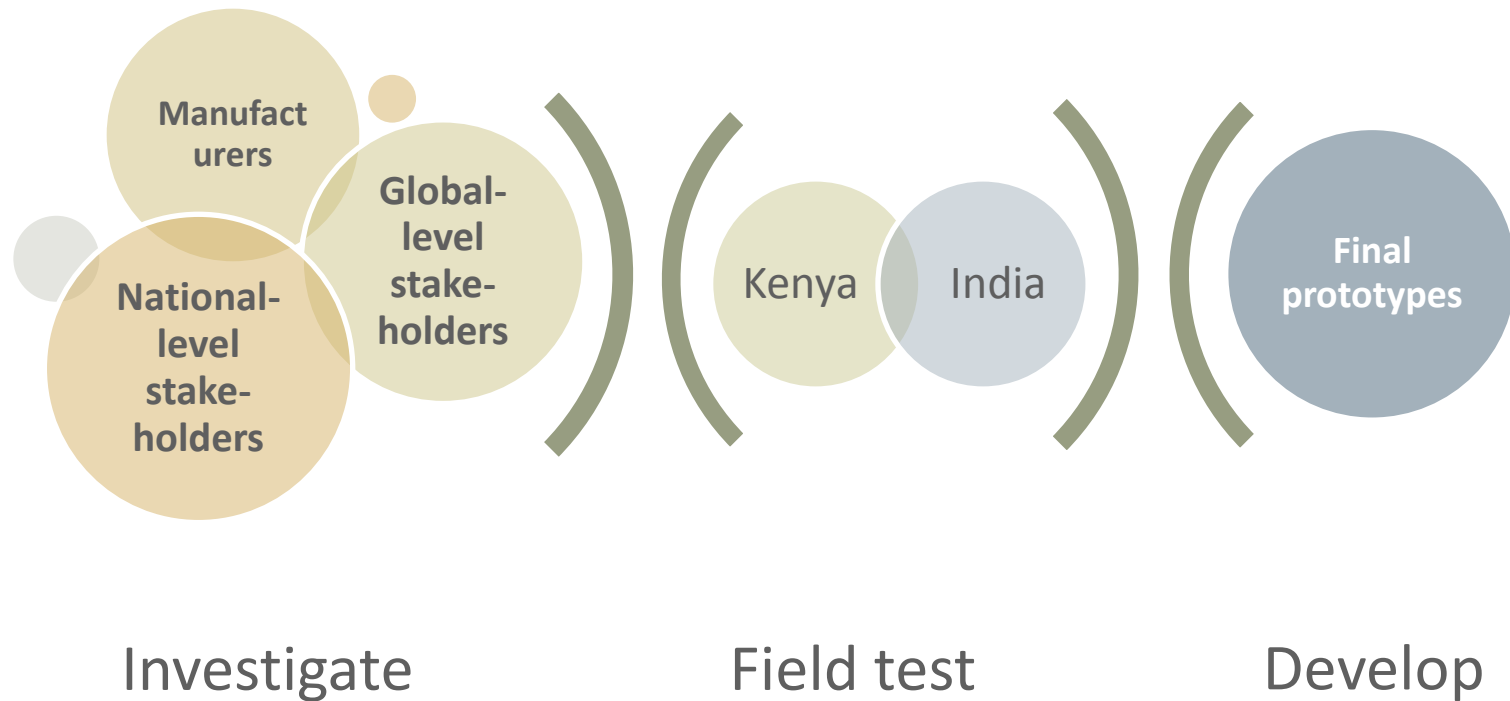 Manufact
urers
Global-
level
stake-
holders
National-
level
stake-
holders
Kenya
India
Final
prototypes
Investigate
Field test
Develop